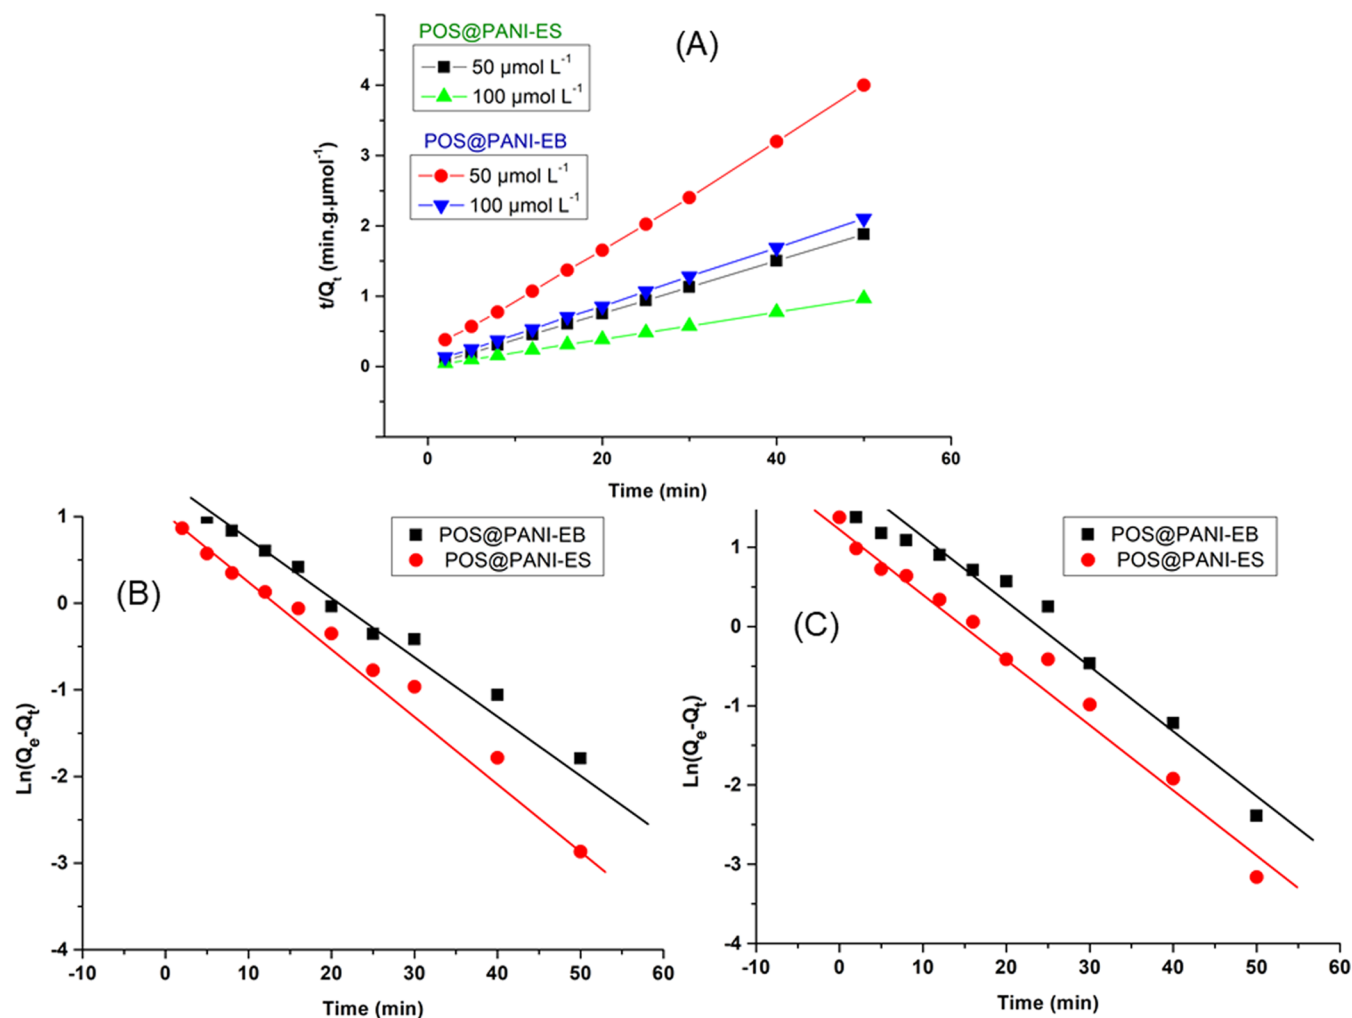 (A)
POS@PANI-ES
50 µmol L⁻¹
100 µmol L⁻¹
POS@PANI-EB
50 µmol L⁻¹
100 µmol L⁻¹
t/Qₜ (min.g.µmol⁻¹)
4
3
2
1
0
0 20 40 60
Time (min)
(B)
POS@PANI-EB
POS@PANI-ES
Ln(Qₑ-Qₜ)
1
0
-1
-2
-3
-4
-10 0 10 20 30 40 50 60
Time (min)
(C)
POS@PANI-EB
POS@PANI-ES
Ln(Qₑ-Qₜ)
1
0
-1
-2
-3
-4
-10 0 10 20 30 40 50 60
Time (min)